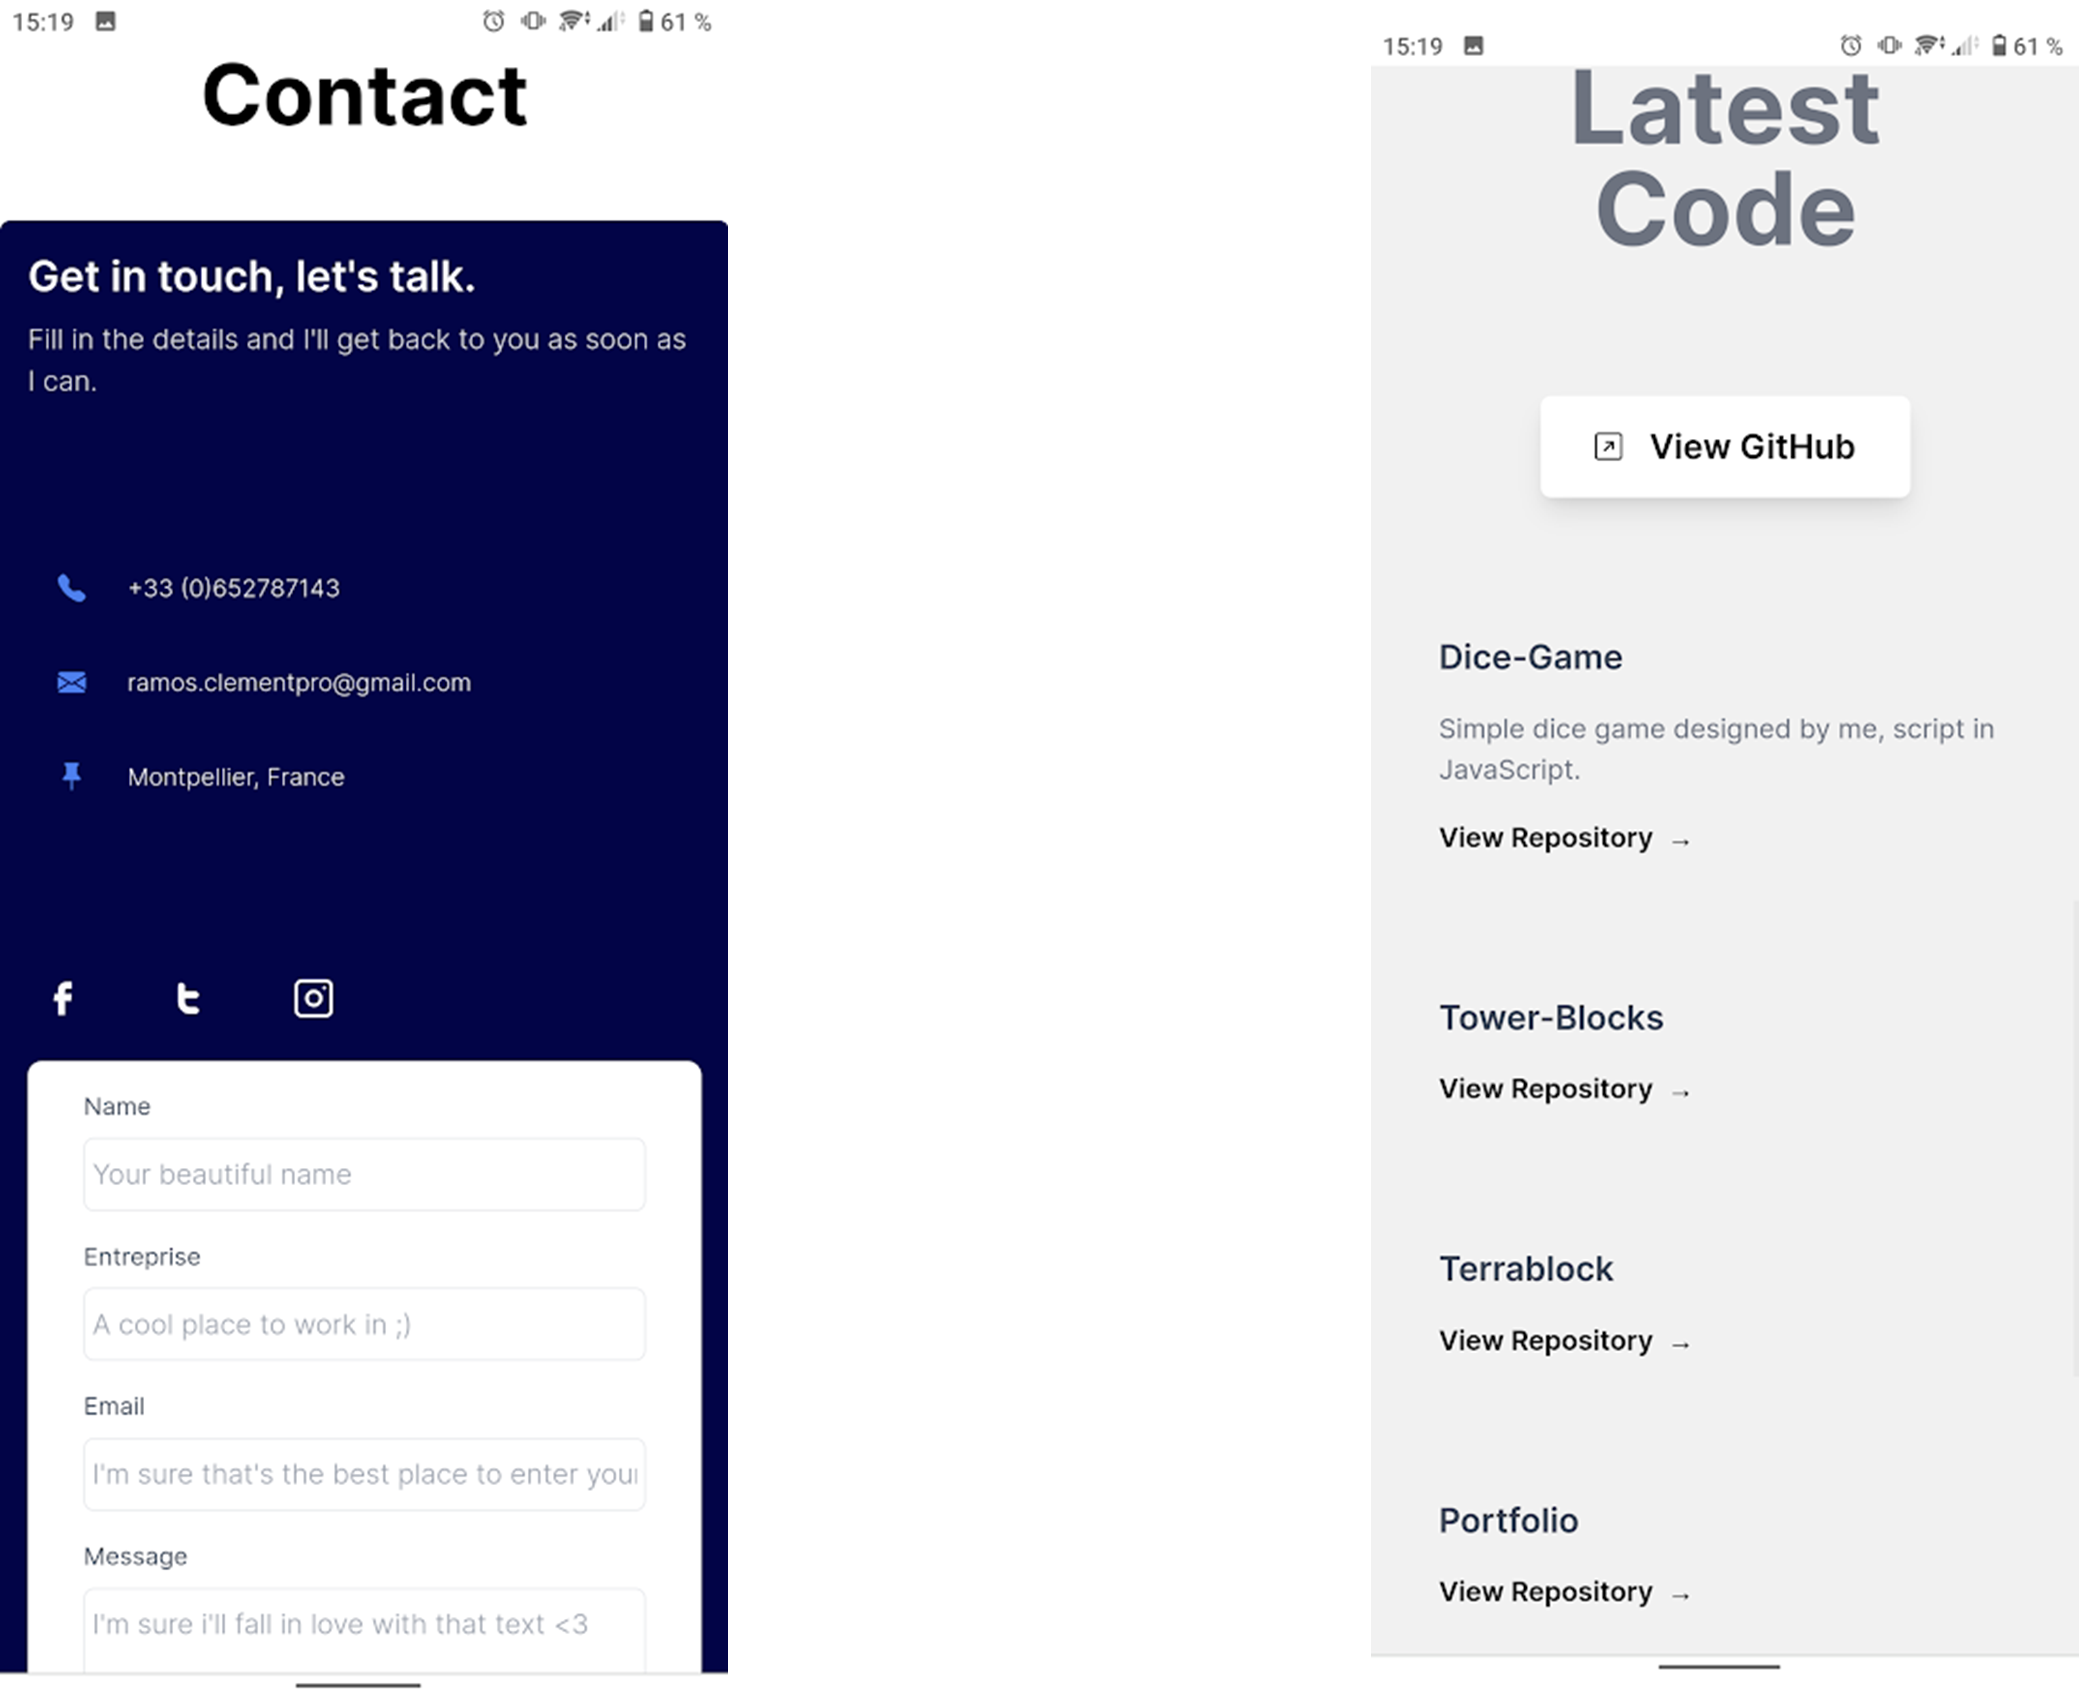 15:19
61 %
Contact
Get in touch, let's talk.
Fill in the details and I'll get back to you as soon as
I can.
+33 (0)652787143
ramos.clementpro@gmail.com
Montpellier, France
Name
Your beautiful name
Entreprise
A cool place to work in ;)
Email
I'm sure that's the best place to enter your
Message
I'm sure i'll fall in love with that text <3
15:19
61 %
Latest
Code
View GitHub
Dice-Game
Simple dice game designed by me, script in
JavaScript.
View Repository →
Tower-Blocks
View Repository →
Terrablock
View Repository →
Portfolio
View Repository →